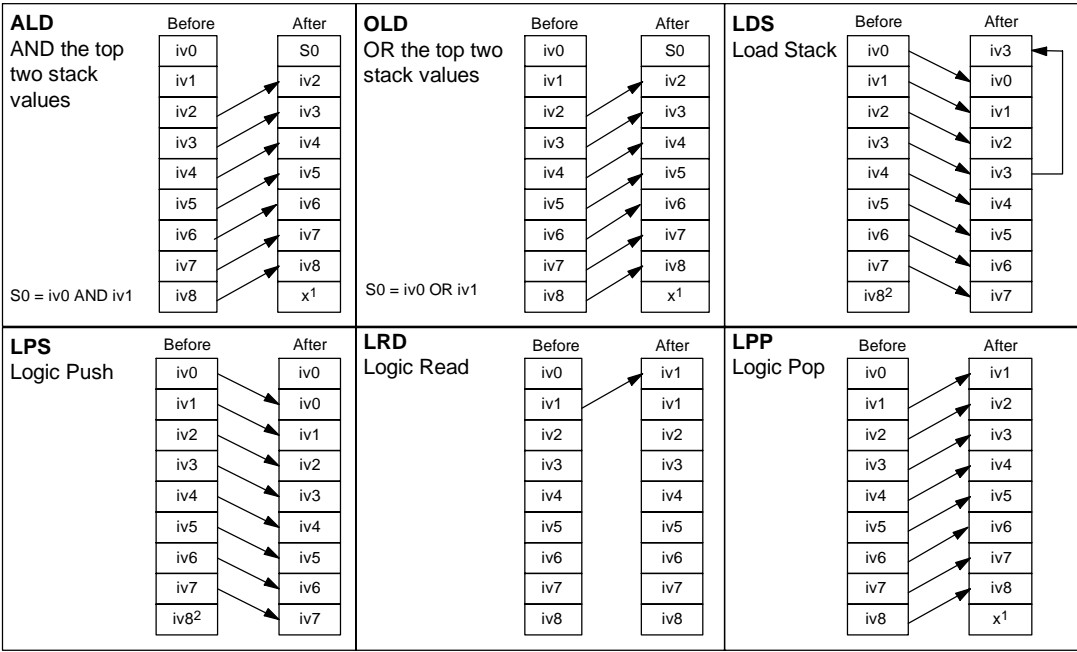 ALD
AND the top
two stack
values
Before After
iv0 S0
iv1 iv2
iv2 iv3
iv3 iv4
iv4 iv5
iv5 iv6
iv6 iv7
iv7 iv8
iv8 x1
S0 = iv0 AND iv1
OLD
OR the top two
stack values
Before After
iv0 S0
iv1 iv2
iv2 iv3
iv3 iv4
iv4 iv5
iv5 iv6
iv6 iv7
iv7 iv8
iv8 x1
S0 = iv0 OR iv1
LDS
Load Stack
Before After
iv0 iv3
iv1 iv0
iv2 iv1
iv3 iv2
iv4 iv3
iv5 iv4
iv6 iv5
iv7 iv6
iv82 iv7
LPS
Logic Push
Before After
iv0 iv0
iv1 iv0
iv2 iv1
iv3 iv2
iv4 iv3
iv5 iv4
iv6 iv5
iv7 iv6
iv82 iv7
LRD
Logic Read
Before After
iv0 iv1
iv1 iv1
iv2 iv2
iv3 iv3
iv4 iv4
iv5 iv5
iv6 iv6
iv7 iv7
iv8 iv8
LPP
Logic Pop
Before After
iv0 iv1
iv1 iv2
iv2 iv3
iv3 iv4
iv4 iv5
iv5 iv6
iv6 iv7
iv7 iv8
iv8 x1